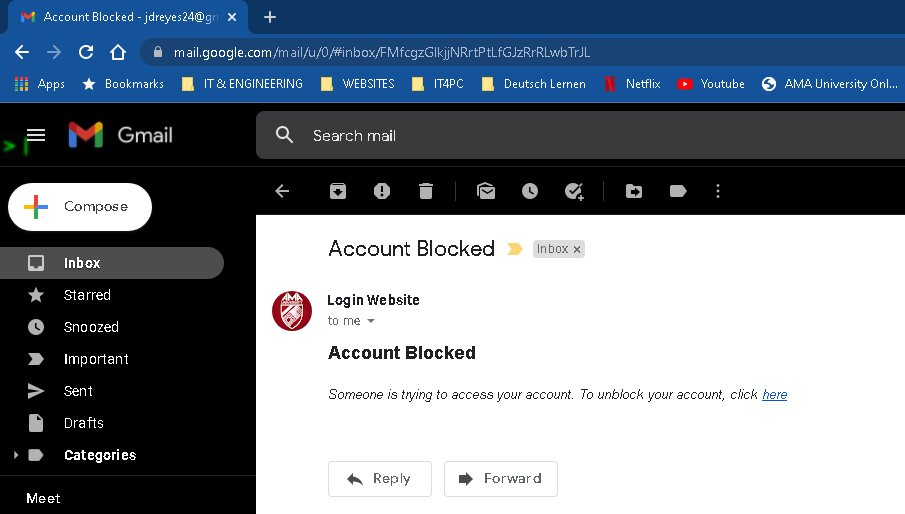 Account Blocked - jdreyes24@gm
mail.google.com/mail/u/0/#inbox/FMfcgzGlkjjNRrtPtLfGJzRrRLwbTrJL
Apps Bookmarks IT & ENGINEERING WEBSITES IT4PC Deutsch Lernen Netflix Youtube AMA University Onl...
Gmail
Search mail
Compose
Inbox
Starred
Snoozed
Important
Sent
Drafts
Categories
Meet
Account Blocked Inbox x
AMA
Login Website
to me
Account Blocked
Someone is trying to access your account. To unblock your account, click here
Reply Forward